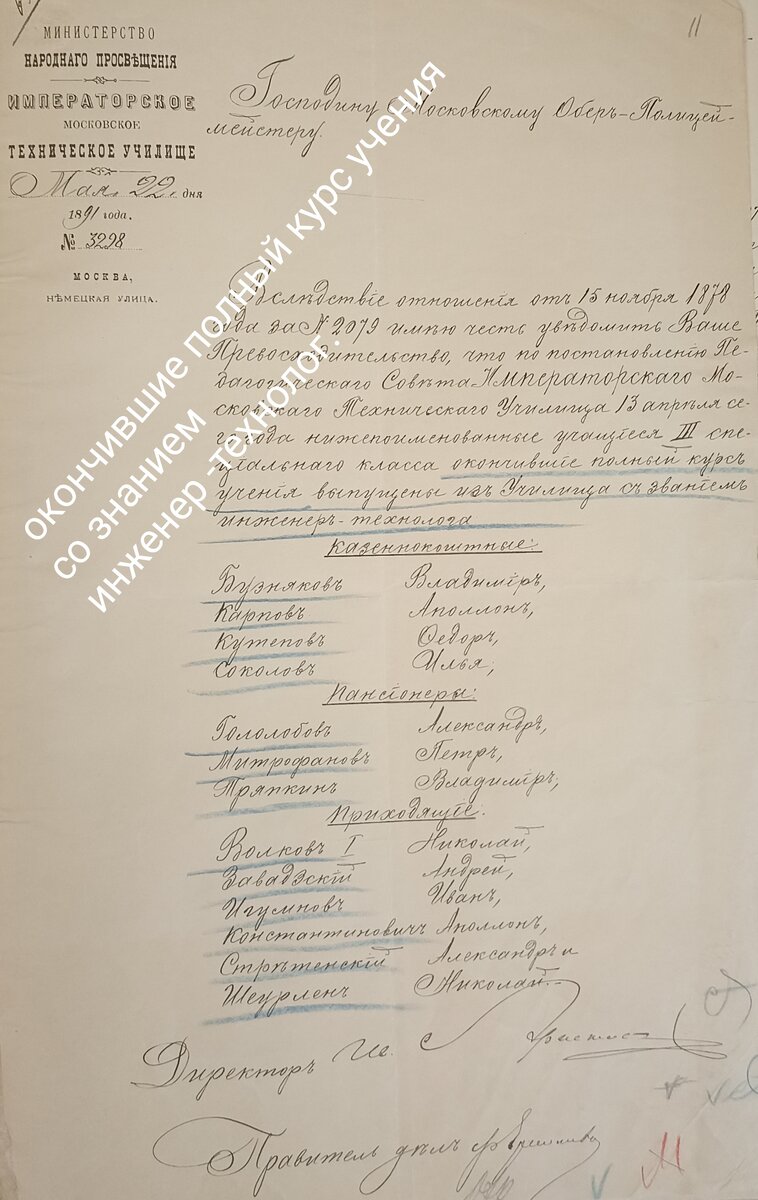 11
МИНИСТЕРСТВО
НАРОДНАГО ПРОСВѢЩЕНІЯ
ИМПЕРАТОРСКОЕ
МОСКОВСКОЕ
ТЕХНИЧЕСКОЕ УЧИЛИЩЕ
Мая 22 дня
1891 года.
№ 3298
МОСКВА,
НѢМЕЦКАЯ УЛИЦА.
Господину Московскому Оберъ-Полицей-
мейстеру.
Вслѣдствіе отношенія отъ 15 ноября 1878
года за N 2079 имѣю честь увѣдомить Ваше
Превосходительство, что по постановленію Пе-
дагогическаго Совѣта Императорскаго Мо-
сковскаго Техническаго Училища 13 апрѣля се-
го года нижепоименованные учащіеся III спе-
ціальнаго класса окончившіе полный курсъ
ученія выпущены изъ Училища съ званіемъ
инженеръ-технолога
Казеннокоштные:
Бузняковъ Владиміръ,
Карповъ Аполлонъ,
Кутеповъ Ѳедоръ,
Соколовъ Илья,
Пансіонеры:
Гололобовъ Александръ,
Митрофановъ Петръ,
Тряпкинъ Владиміръ,
Приходящіе:
Волковъ I Николай,
Завадзкій Андрей,
Игумновъ Иванъ,
Константиновичъ Аполлонъ,
Стрѣтенскій Александръ и
Шеурленъ Николай.
Директоръ
Правитель дѣлъ
окончившие полный курс учения
со знанием
инженер -технолог.